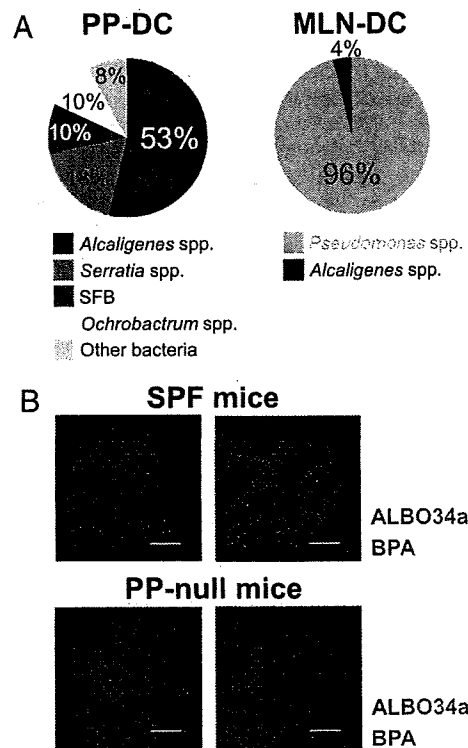 A
PP-DC
MLN-DC
4%
8%
10%
10%
53%
96%
Alcaligenes spp.
Serratia spp.
SFB
Ochrobactrum spp.
Other bacteria
Pseudomonas spp.
Alcaligenes spp.
B
SPF mice
ALBO34a
BPA
PP-null mice
ALBO34a
BPA